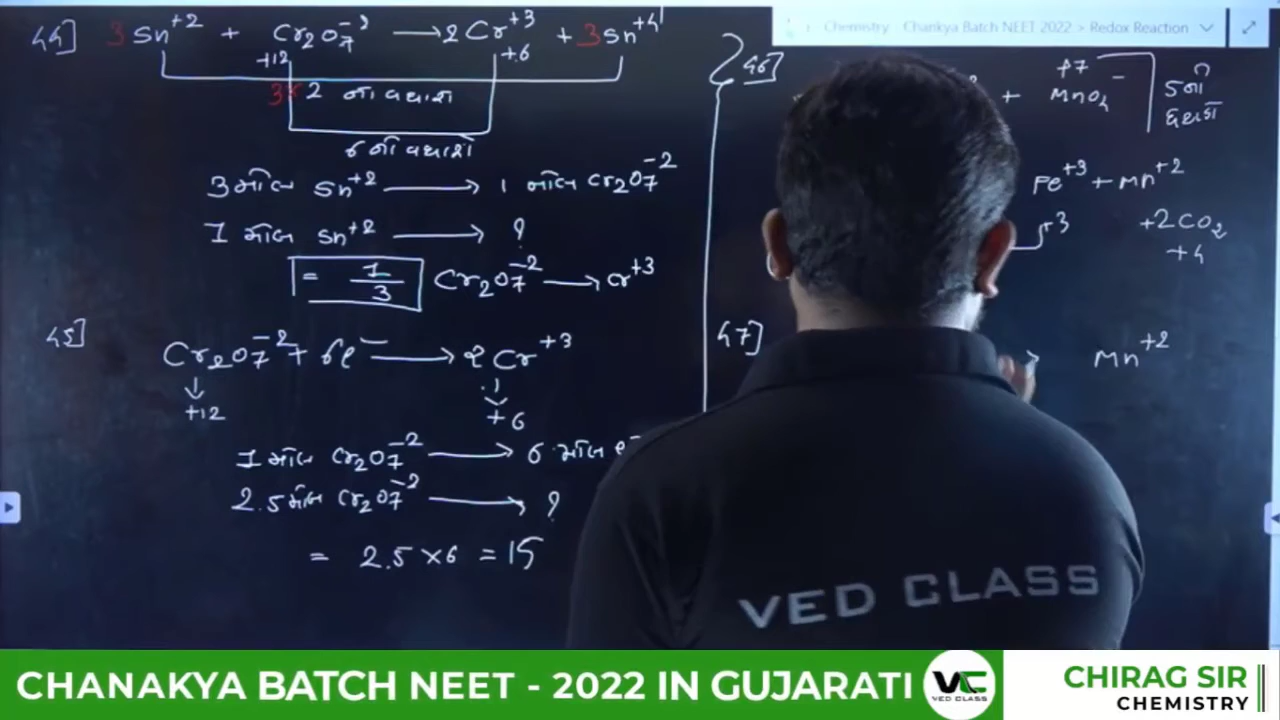 44] 3Sn+2 + Cr2O7-2 → 2Cr+3 + 3Sn+4
+12 +6
3× 2 નો વધારો
6નો વધારો
3મોલ Sn+2 → 1 મોલ Cr2O7-2
1 મોલ Sn+2 → ?
= 1/3 Cr2O7-2 → Cr+3
45] Cr2O7-2 + 6e- → 2Cr+3
↓ ↓
+12 +6
1મોલ Cr2O7-2 → 6 મોલ e-
2.5મોલ Cr2O7-2 → ?
= 2.5 × 6 = 15
Chemistry Chankya Batch NEET 2022 > Redox Reaction
46]
+7
+ MnO4-
5નો
ઘટાડો
Fe+3 + Mn+2
+3 +2CO2
+4
47] → Mn+2
VED CLASS
CHANAKYA BATCH NEET - 2022 IN GUJARATI
VC
VED CLASS
CHIRAG SIR
CHEMISTRY